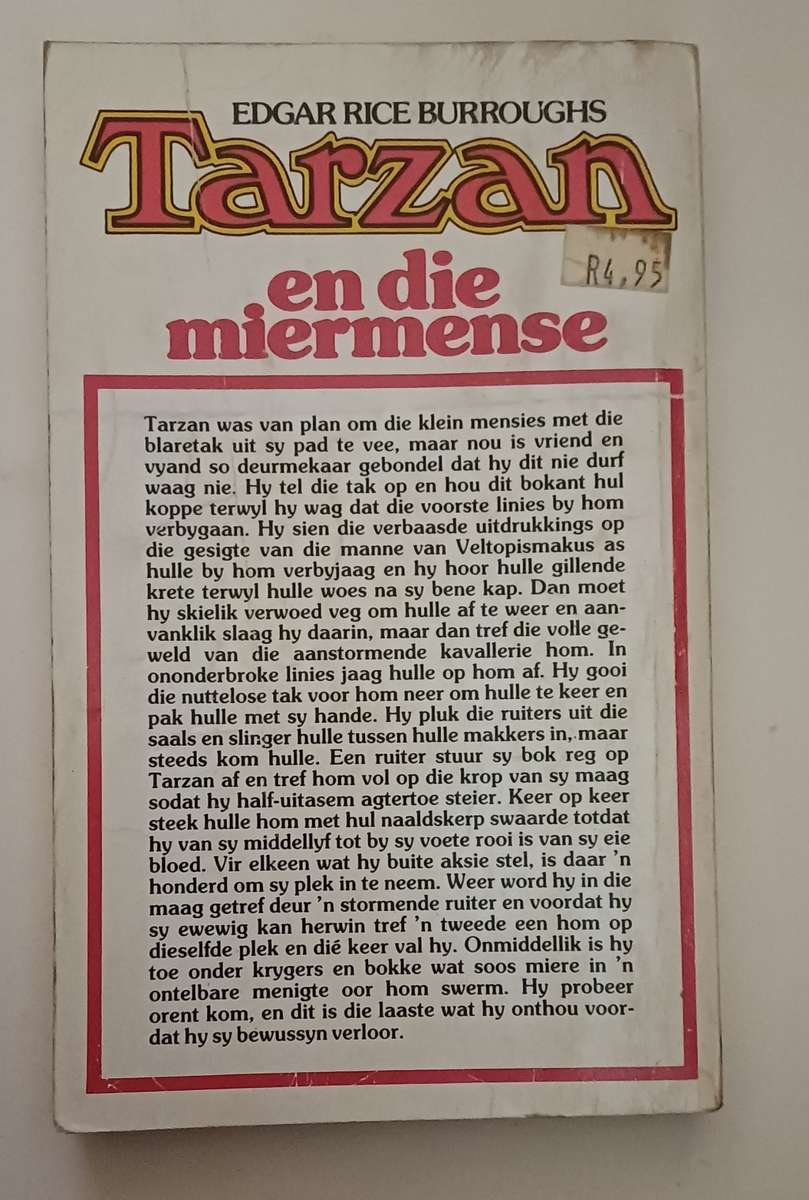 EDGAR RICE BURROUGHS
Tarzan
R4,95
en die
miermense
Tarzan was van plan om die klein mensies met die
blaretak uit sy pad te vee, maar nou is vriend en
vyand so deurmekaar gebondel dat hy dit nie durf
waag nie. Hy tel die tak op en hou dit bokant hul
koppe terwyl hy wag dat die voorste linies by hom
verbygaan. Hy sien die verbaasde uitdrukkings op
die gesigte van die manne van Veltopismakus as
hulle by hom verbyjaag en hy hoor hulle gillende
krete terwyl hulle woes na sy bene kap. Dan moet
hy skielik verwoed veg om hulle af te weer en aan-
vanklik slaag hy daarin, maar dan tref die volle ge-
weld van die aanstormende kavallerie hom. In
ononderbroke linies jaag hulle op hom af. Hy gooi
die nuttelose tak voor hom neer om hulle te keer en
pak hulle met sy hande. Hy pluk die ruiters uit die
saals en slinger hulle tussen hulle makkers in, maar
steeds kom hulle. Een ruiter stuur sy bok reg op
Tarzan af en tref hom vol op die krop van sy maag
sodat hy half-uitasem agtertoe steier. Keer op keer
steek hulle hom met hul naaldskerp swaarde totdat
hy van sy middellyf tot by sy voete rooi is van sy eie
bloed. Vir elkeen wat hy buite aksie stel, is daar 'n
honderd om sy plek in te neem. Weer word hy in die
maag getref deur 'n stormende ruiter en voordat hy
sy ewewig kan herwin tref 'n tweede een hom op
dieselfde plek en dié keer val hy. Onmiddellik is hy
toe onder krygers en bokke wat soos miere in 'n
ontelbare menigte oor hom swerm. Hy probeer
orent kom, en dit is die laaste wat hy onthou voor-
dat hy sy bewussyn verloor.